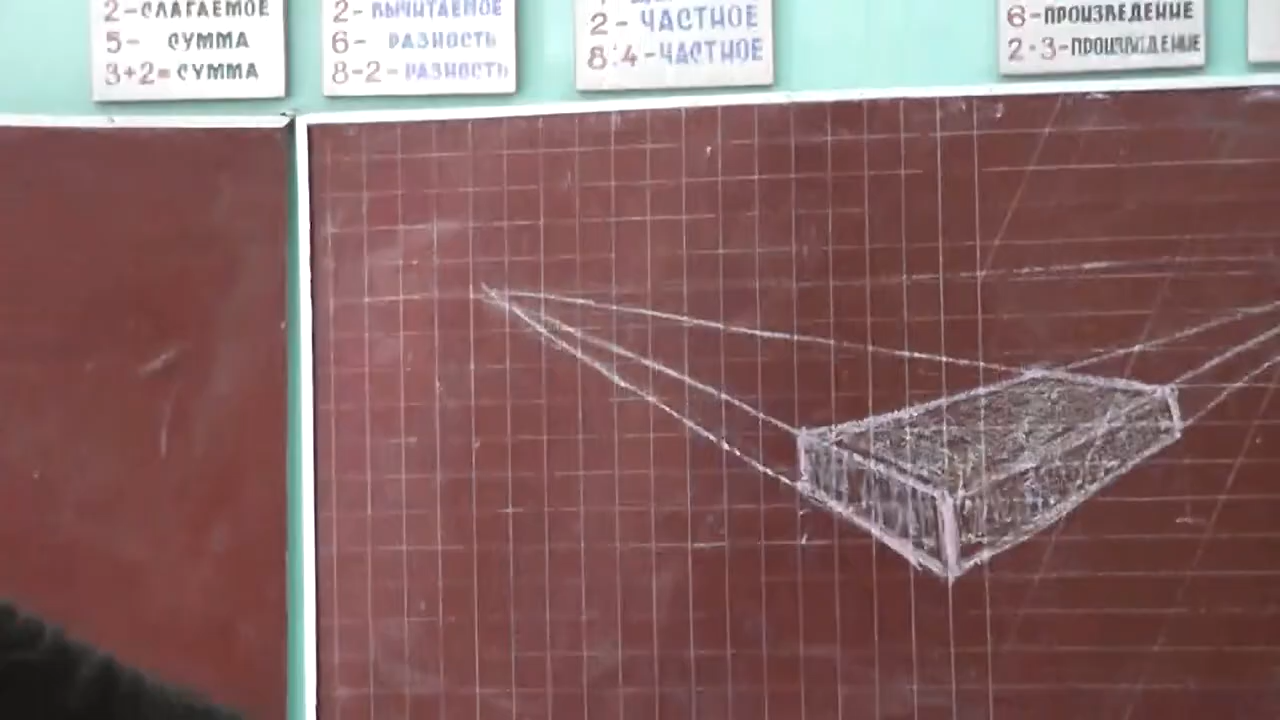 2-СЛАГАЕМОЕ
5- СУММА
3+2=СУММА
2-ВЫЧИТАЕМОЕ
6- РАЗНОСТЬ
8-2-РАЗНОСТЬ
2- ЧАСТНОЕ
8:4-ЧАСТНОЕ
6-ПРОИЗВЕДЕНИЕ
2·3-ПРОИЗВЕДЕНИЕ